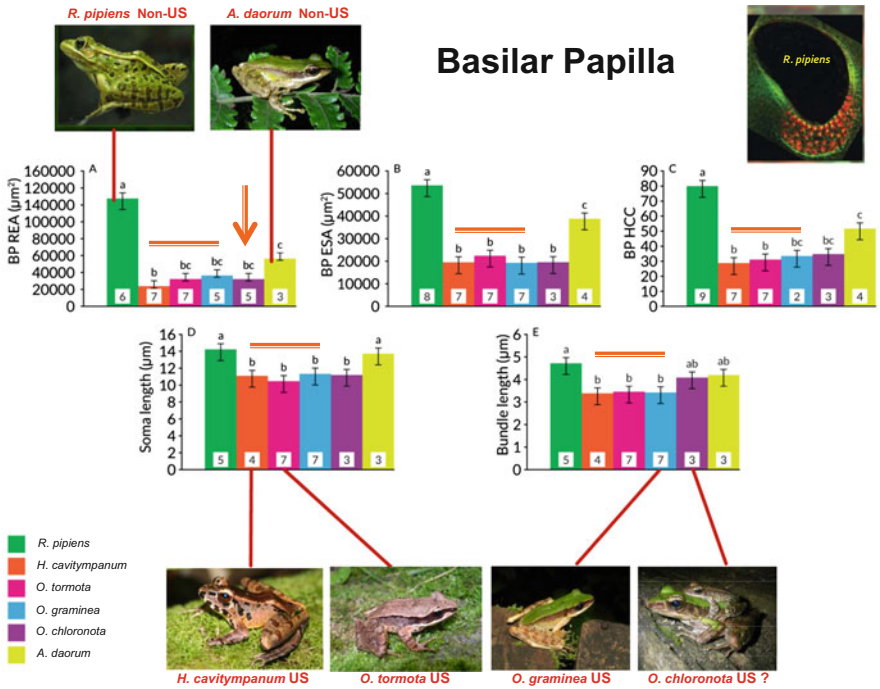 R. pipiens Non-US
A. daorum Non-US
Basilar Papilla
R. pipiens
A
BP REA (µm²)
160000
140000
120000
100000
80000
60000
40000
20000
0
a
b
bc
bc
bc
c
6
7
7
5
5
3
B
BP ESA (µm²)
60000
50000
40000
30000
20000
10000
0
a
b
b
b
b
c
8
7
7
7
3
4
C
BP HCC
90
80
70
60
50
40
30
20
10
0
a
b
b
bc
bc
c
9
7
7
2
3
4
D
Soma length (µm)
16
14
12
10
8
6
4
2
0
a
b
b
b
b
a
5
4
7
7
3
3
E
Bundle length (µm)
6
5
4
3
2
1
0
a
b
b
b
ab
ab
5
4
7
7
3
3
R. pipiens
H. cavitympanum
O. tormota
O. graminea
O. chloronota
A. daorum
H. cavitympanum US
O. tormota US
O. graminea US
O. chloronota US ?